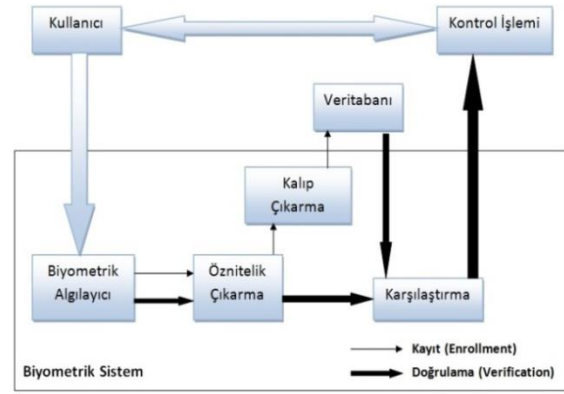 Kullanıcı
Kontrol İşlemi
Veritabanı
Kalıp
Çıkarma
Biyometrik
Algılayıcı
Öznitelik
Çıkarma
Karşılaştırma
Kayıt (Enrollment)
Biyometrik Sistem
Doğrulama (Verification)